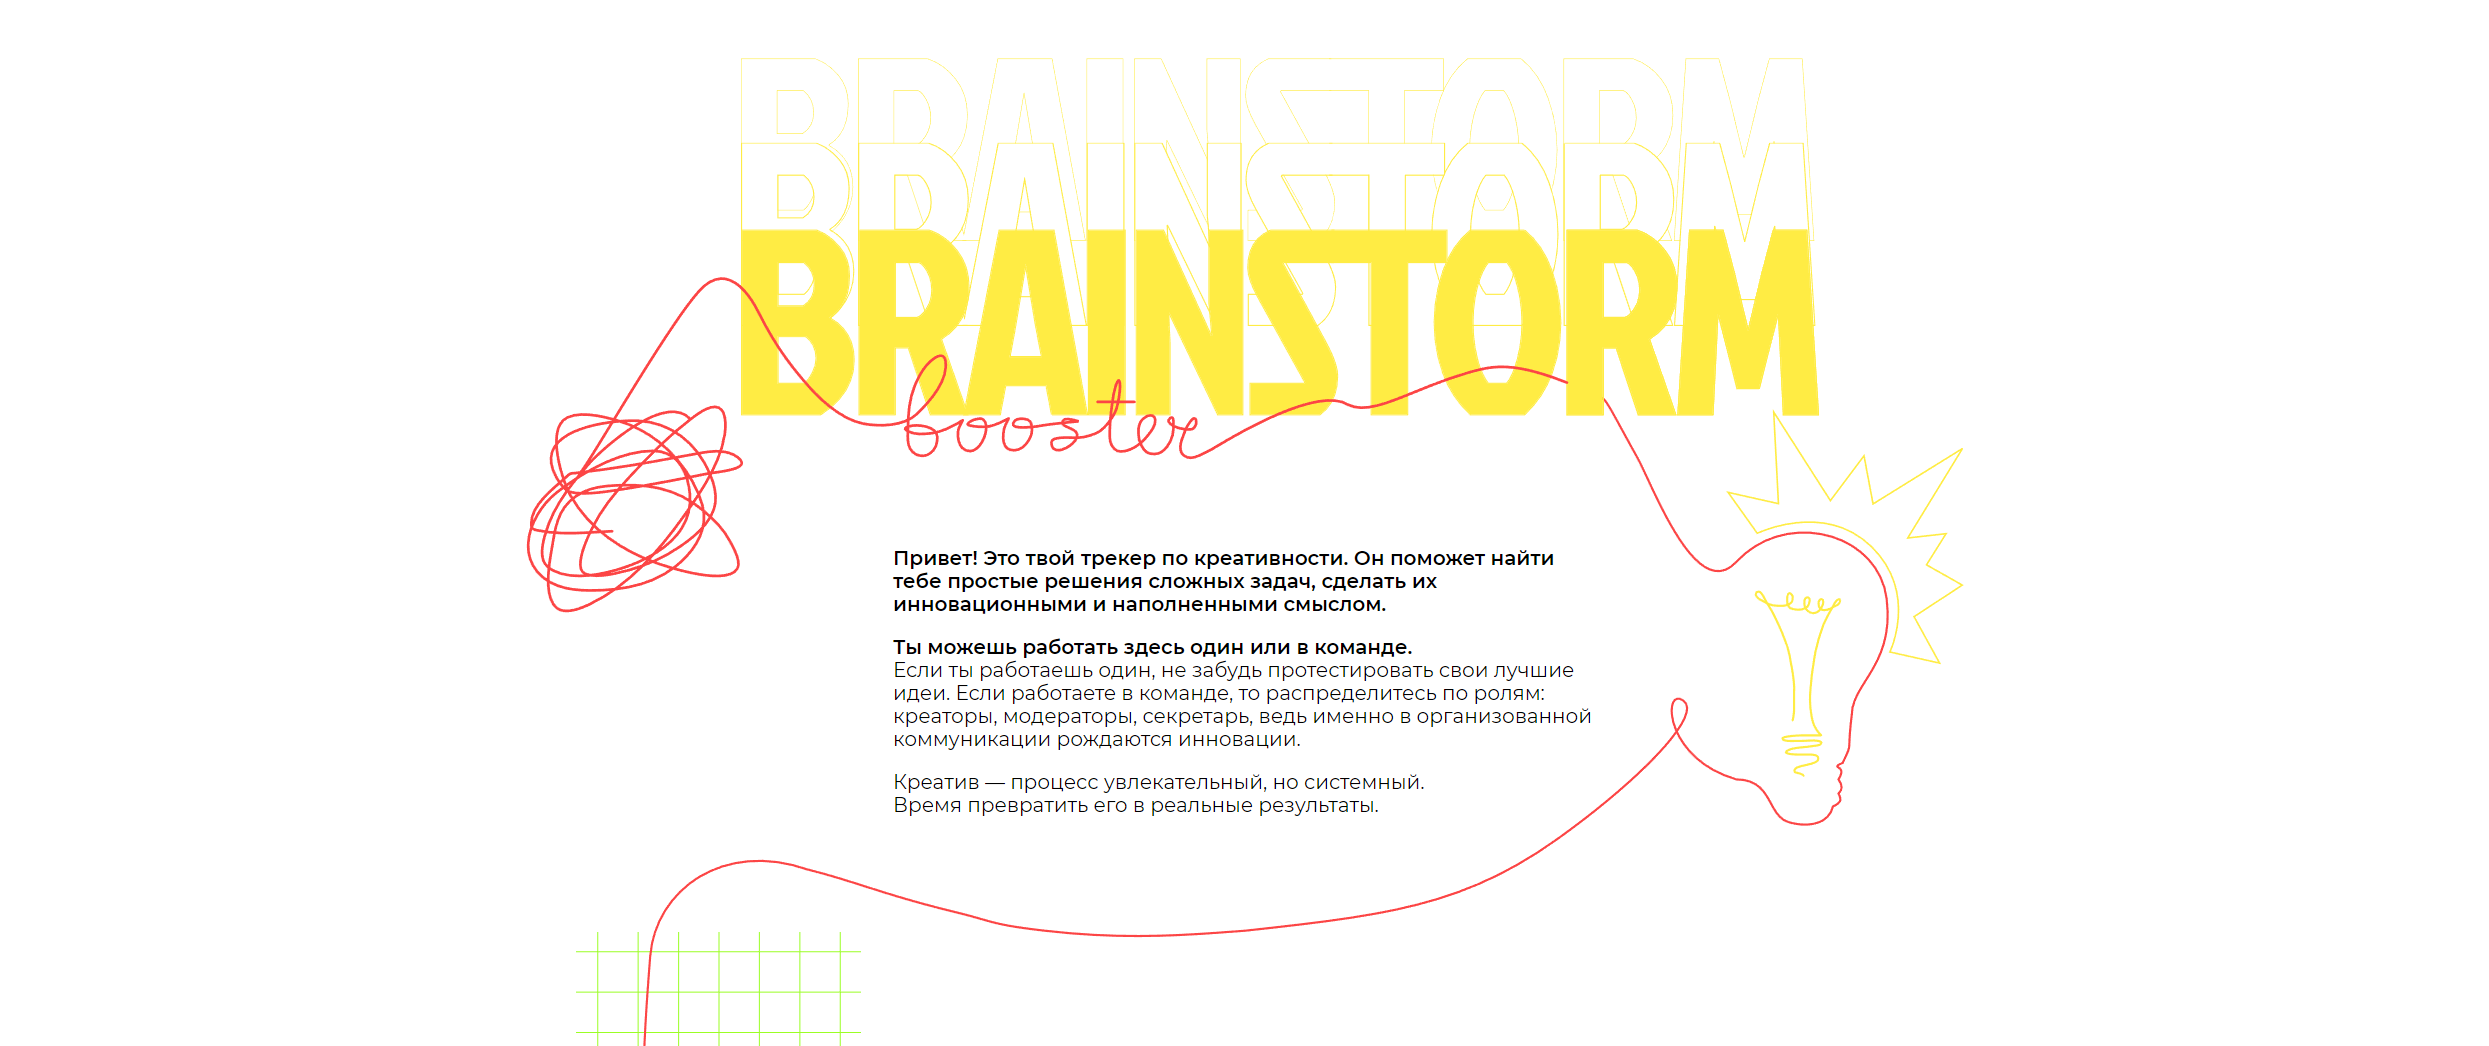 BRAINSTORM
BRAINSTORM
BRAINSTORM
booster
Привет! Это твой трекер по креативности. Он поможет найти
тебе простые решения сложных задач, сделать их
инновационными и наполненными смыслом.
Ты можешь работать здесь один или в команде.
Если ты работаешь один, не забудь протестировать свои лучшие
идеи. Если работаете в команде, то распределитесь по ролям:
креаторы, модераторы, секретарь, ведь именно в организованной
коммуникации рождаются инновации.
Креатив — процесс увлекательный, но системный.
Время превратить его в реальные результаты.